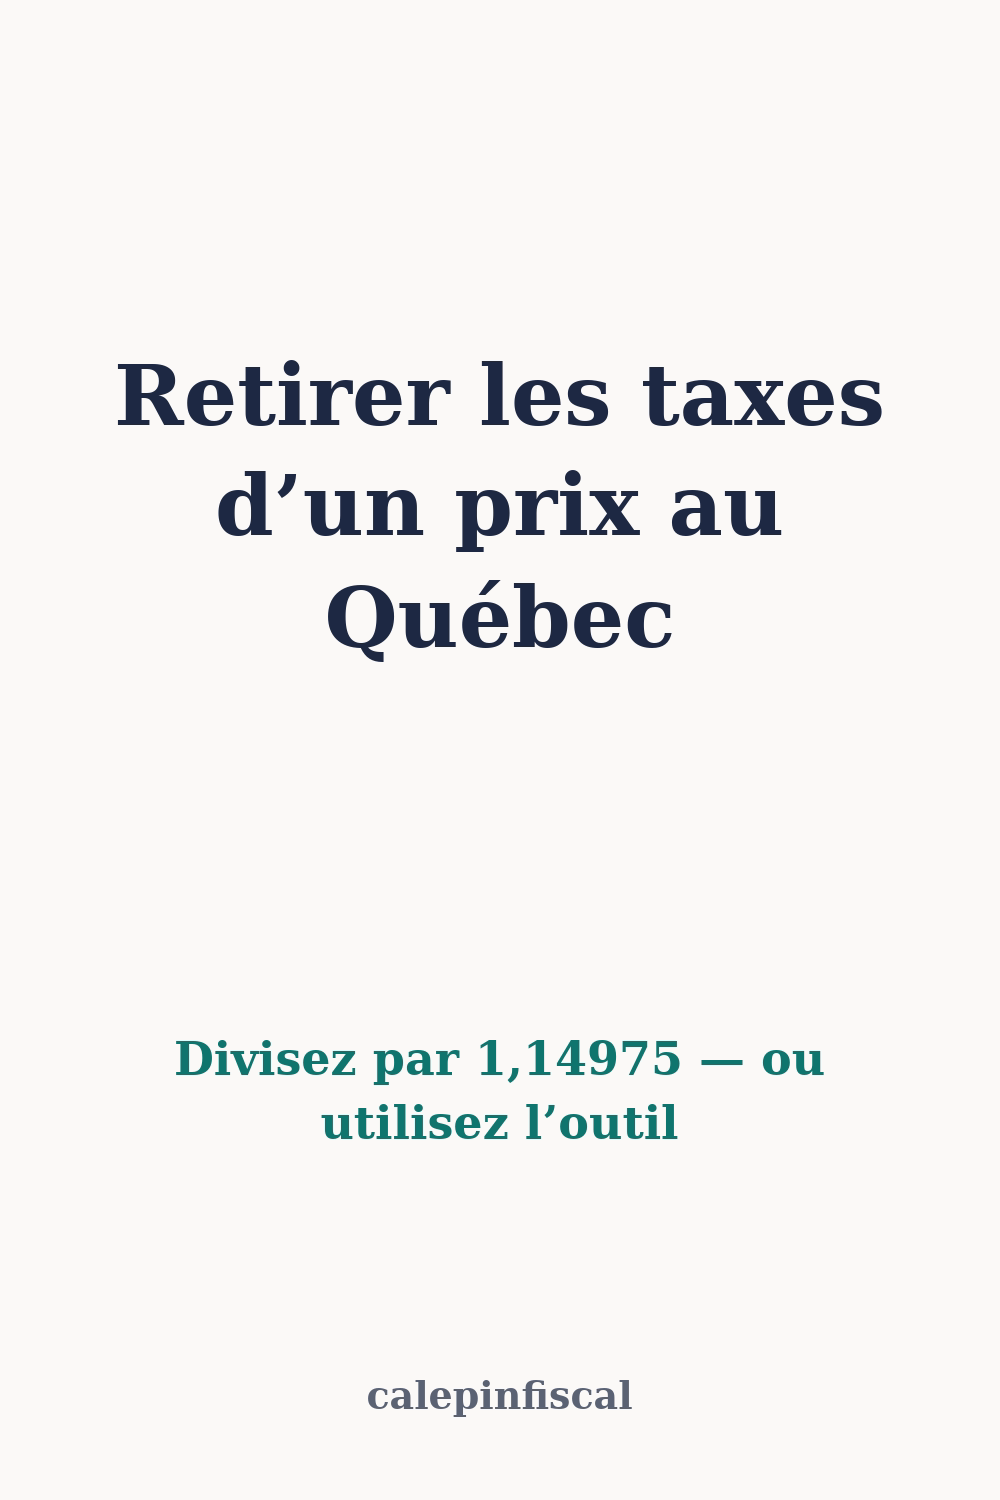 Retirer les taxes
d’un prix au
Québec
Divisez par 1,14975 — ou
utilisez l’outil
calepinfiscal